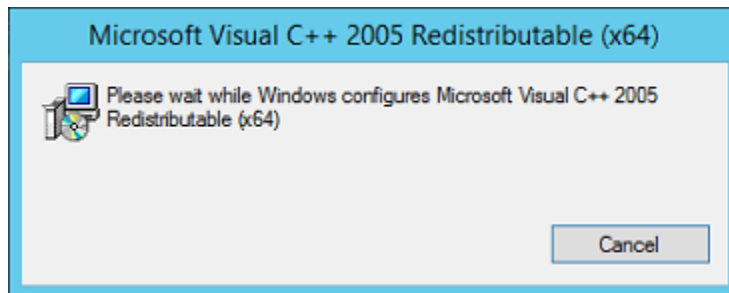 Microsoft Visual C++ 2005 Redistributable (x64)
Please wait while Windows configures Microsoft Visual C++ 2005
Redistributable (x64)
Cancel